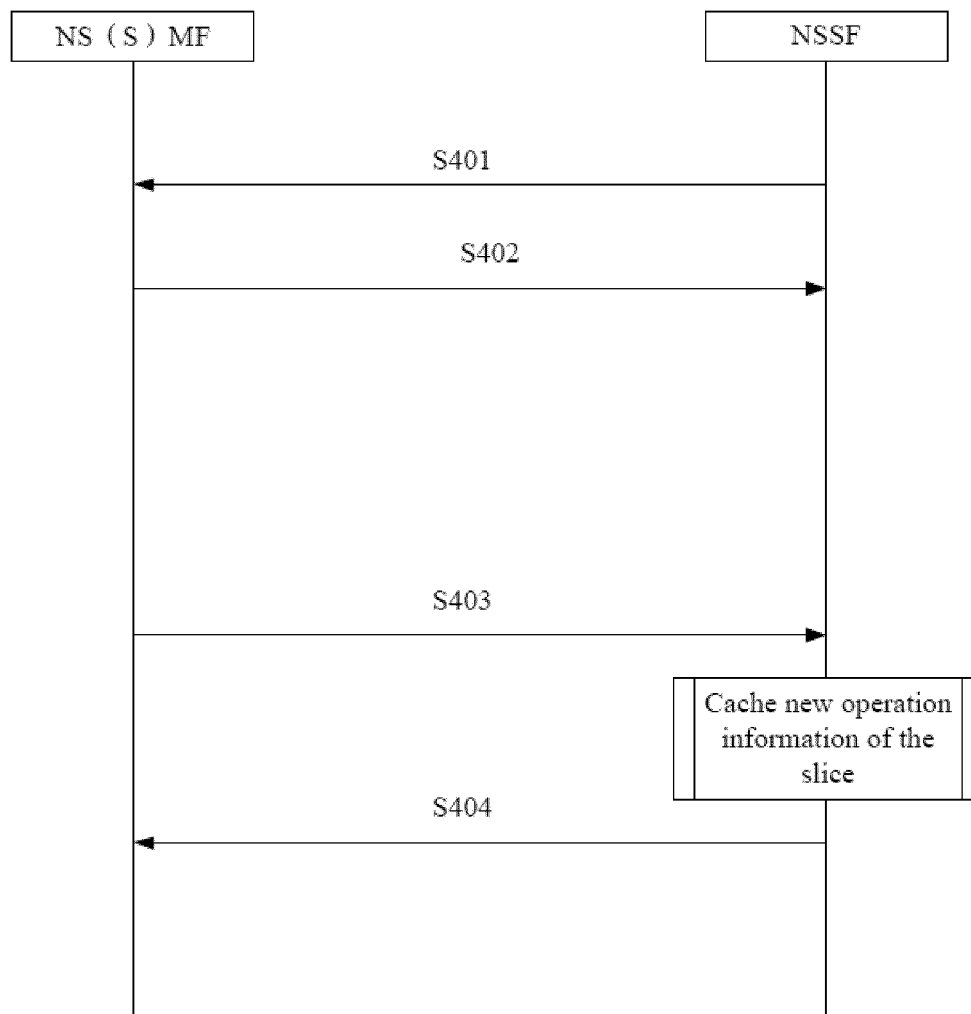 NS（S）MF
NSSF
S401
S402
S403
Cache new operation
information of the
slice
S404